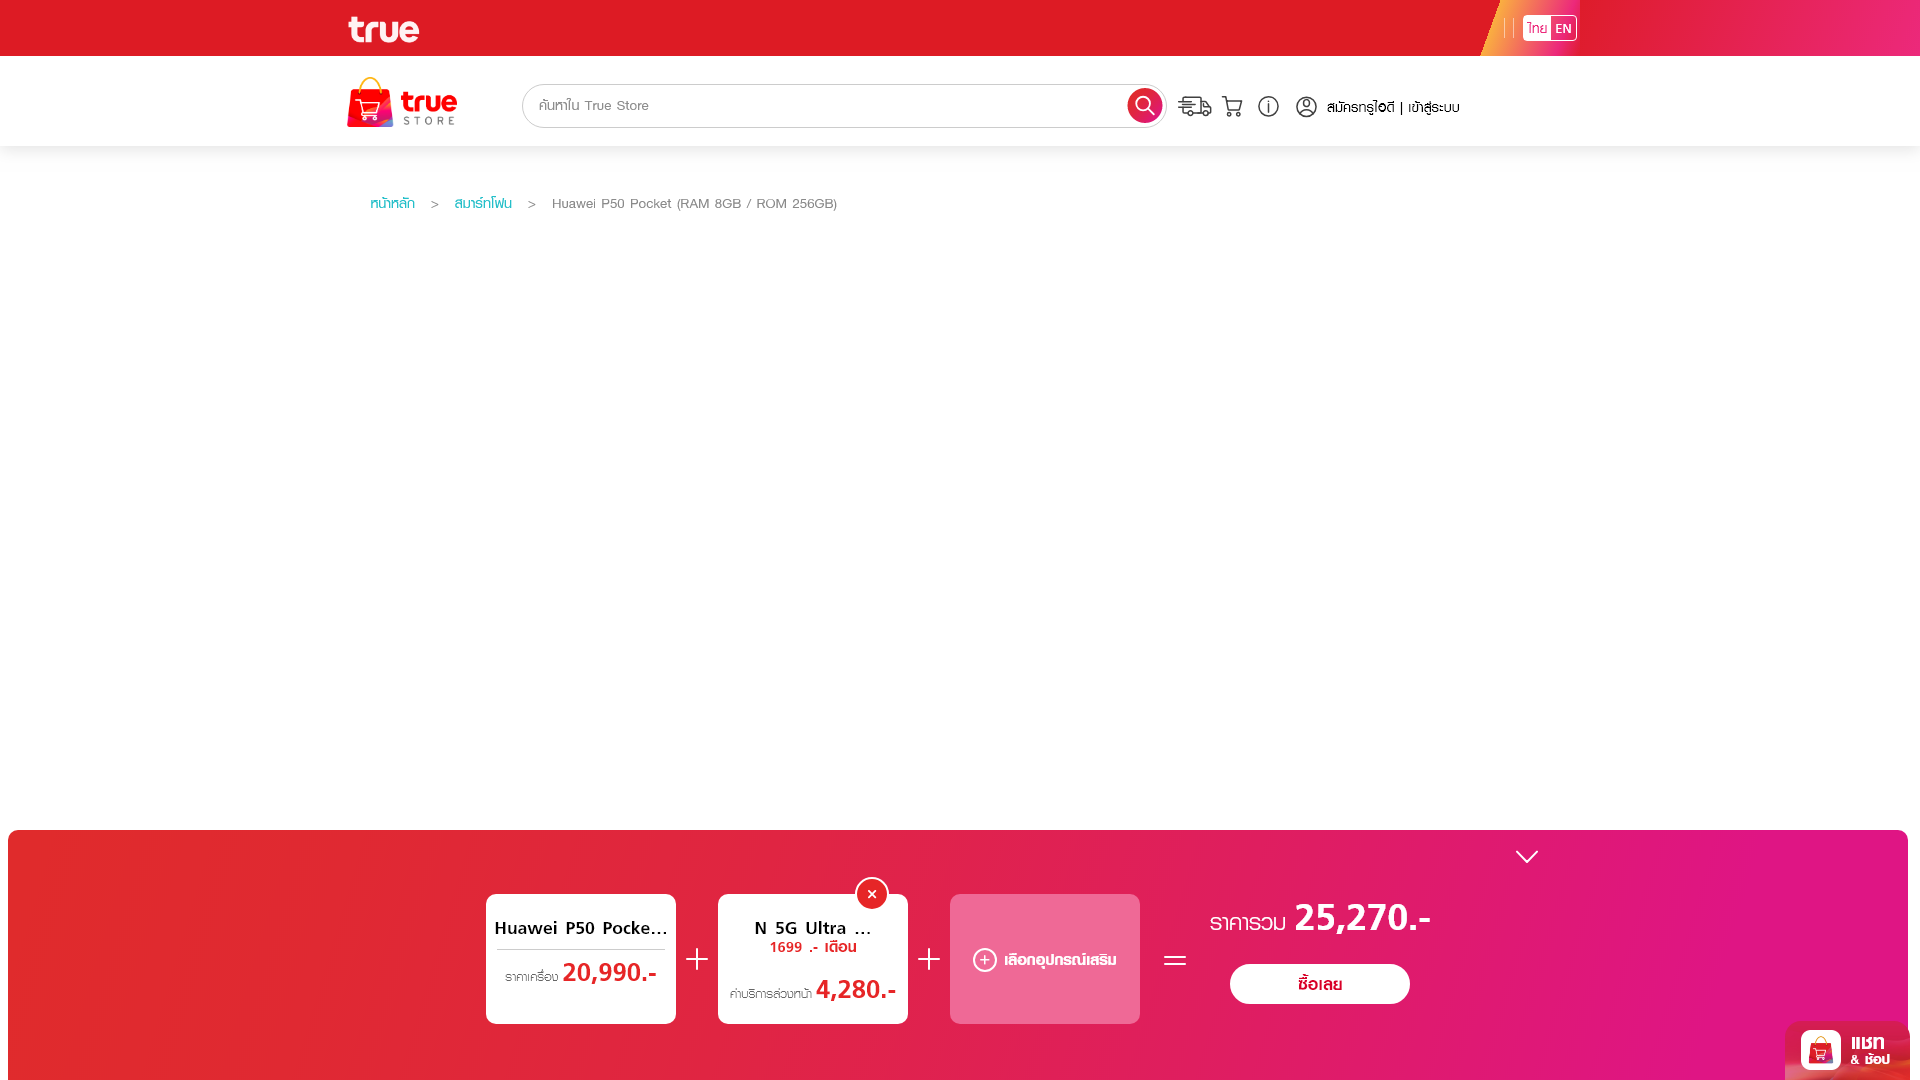 true
ไทย EN
true
STORE
ค้นหาใน True Store
สมัครทรูไอดี | เข้าสู่ระบบ
หน้าหลัก > สมาร์ทโฟน > Huawei P50 Pocket (RAM 8GB / ROM 256GB)
Huawei P50 Pocke...
ราคาเครื่อง 20,990.-
N 5G Ultra ...
1699 .- เดือน
ค่าบริการล่วงหน้า 4,280.-
เลือกอุปกรณ์เสริม
ราคารวม 25,270.-
ซื้อเลย
แชท
& ช้อป